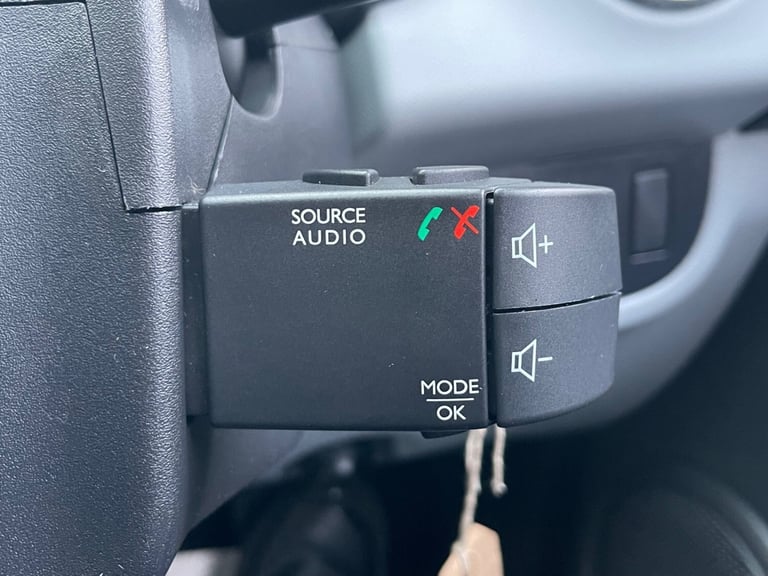 SOURCE
AUDIO
+
-
MODE
OK